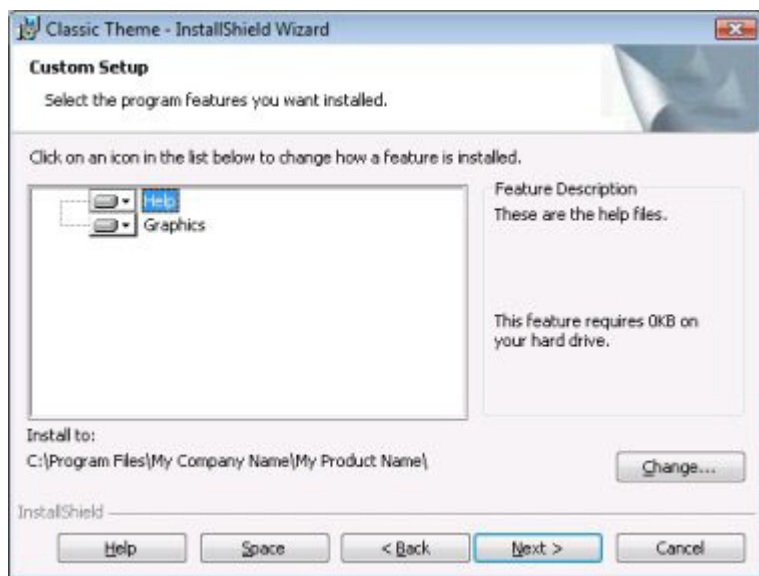 Classic Theme - InstallShield Wizard
Custom Setup
Select the program features you want installed.
Click on an icon in the list below to change how a feature is installed.
Help
Graphics
Feature Description
These are the help files.
This feature requires 0KB on
your hard drive.
Install to:
C:\Program Files\My Company Name\My Product Name\
Change...
InstallShield
Help
Space
< Back
Next >
Cancel